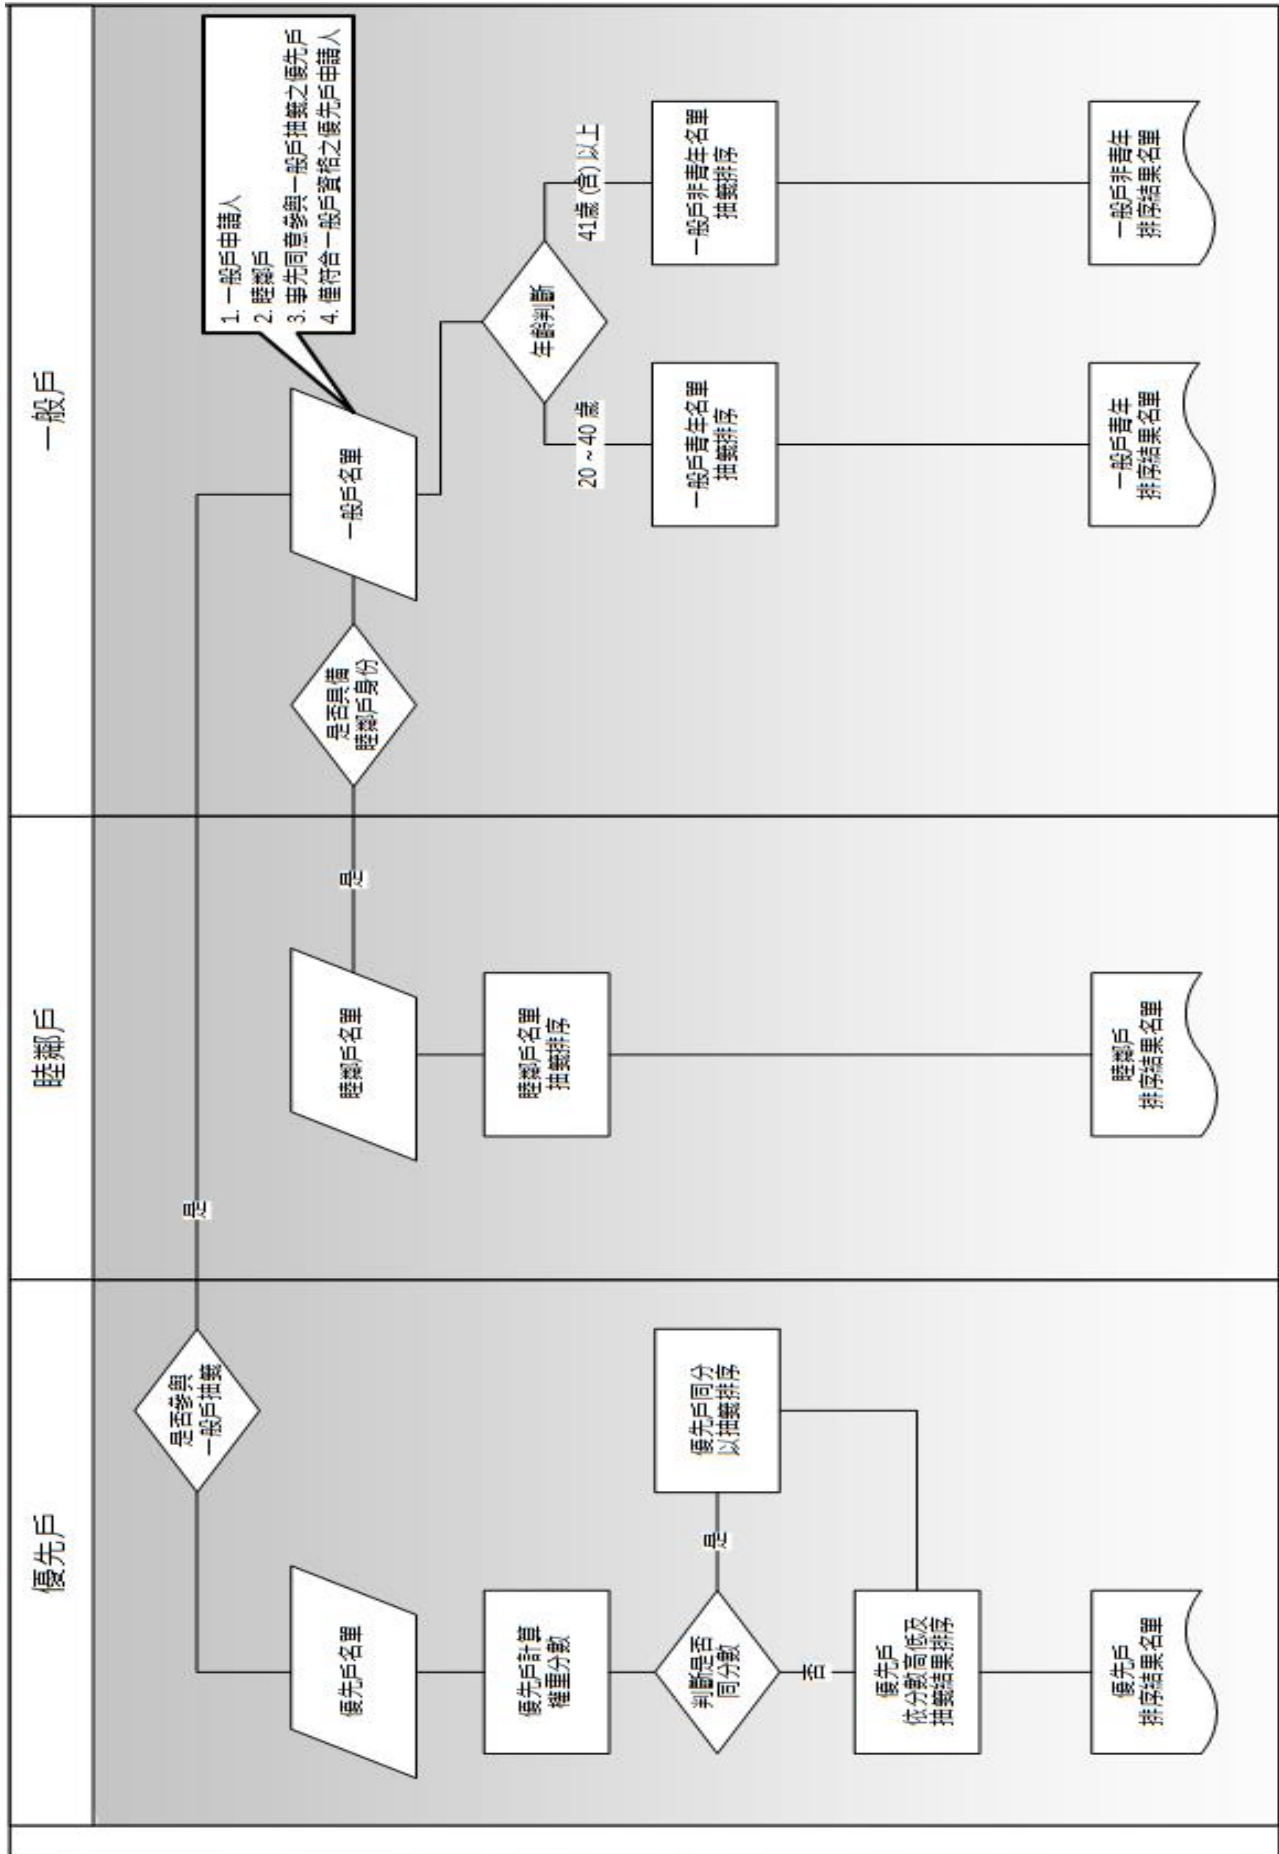 優先戶
睦鄰戶
一般戶
是否參與
一般戶抽籤
是
1. 一般戶申請人
2. 睦鄰戶
3. 事先同意參與一般戶抽籤之優先戶
4. 僅符合一般戶資格之優先戶申請人
優先戶名單
睦鄰戶名單
是
是否具備
睦鄰戶身份
一般戶名單
優先戶計算
權重分數
睦鄰戶名單
抽籤排序
年齡判斷
20 ~ 40 歲
41歲 (含) 以上
判斷是否
同分數
是
優先戶同分
以抽籤排序
一般戶青年名單
抽籤排序
一般戶非青年名單
抽籤排序
否
優先戶
依分數高低及
抽籤結果排序
優先戶
排序結果名單
睦鄰戶
排序結果名單
一般戶青年
排序結果名單
一般戶非青年
排序結果名單